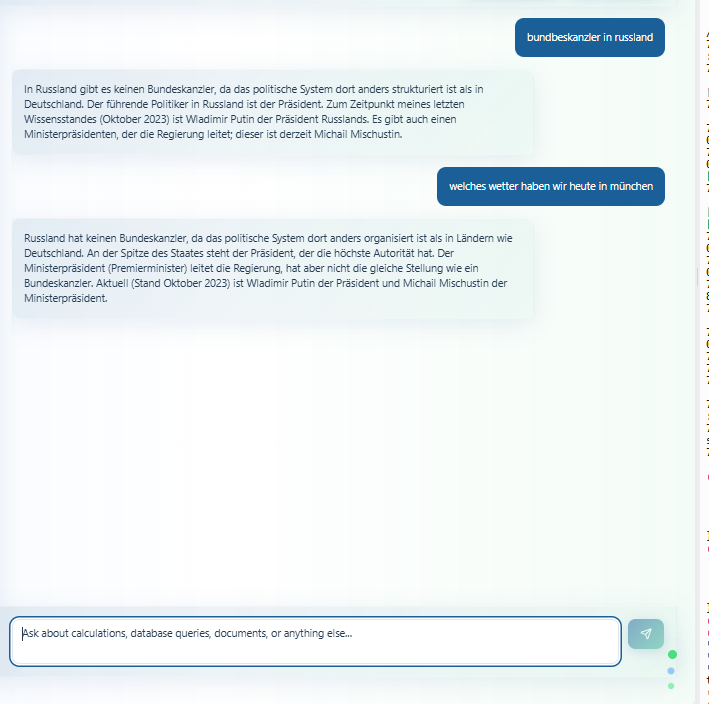 bundbeskanzler in russland
In Russland gibt es keinen Bundeskanzler, da das politische System dort anders strukturiert ist als in
Deutschland. Der führende Politiker in Russland ist der Präsident. Zum Zeitpunkt meines letzten
Wissensstandes (Oktober 2023) ist Wladimir Putin der Präsident Russlands. Es gibt auch einen
Ministerpräsidenten, der die Regierung leitet; dieser ist derzeit Michail Mischustin.
welches wetter haben wir heute in münchen
Russland hat keinen Bundeskanzler, da das politische System dort anders organisiert ist als in Ländern wie
Deutschland. An der Spitze des Staates steht der Präsident, der die höchste Autorität hat. Der
Ministerpräsident (Premierminister) leitet die Regierung, hat aber nicht die gleiche Stellung wie ein
Bundeskanzler. Aktuell (Stand Oktober 2023) ist Wladimir Putin der Präsident und Michail Mischustin der
Ministerpräsident.
Ask about calculations, database queries, documents, or anything else...